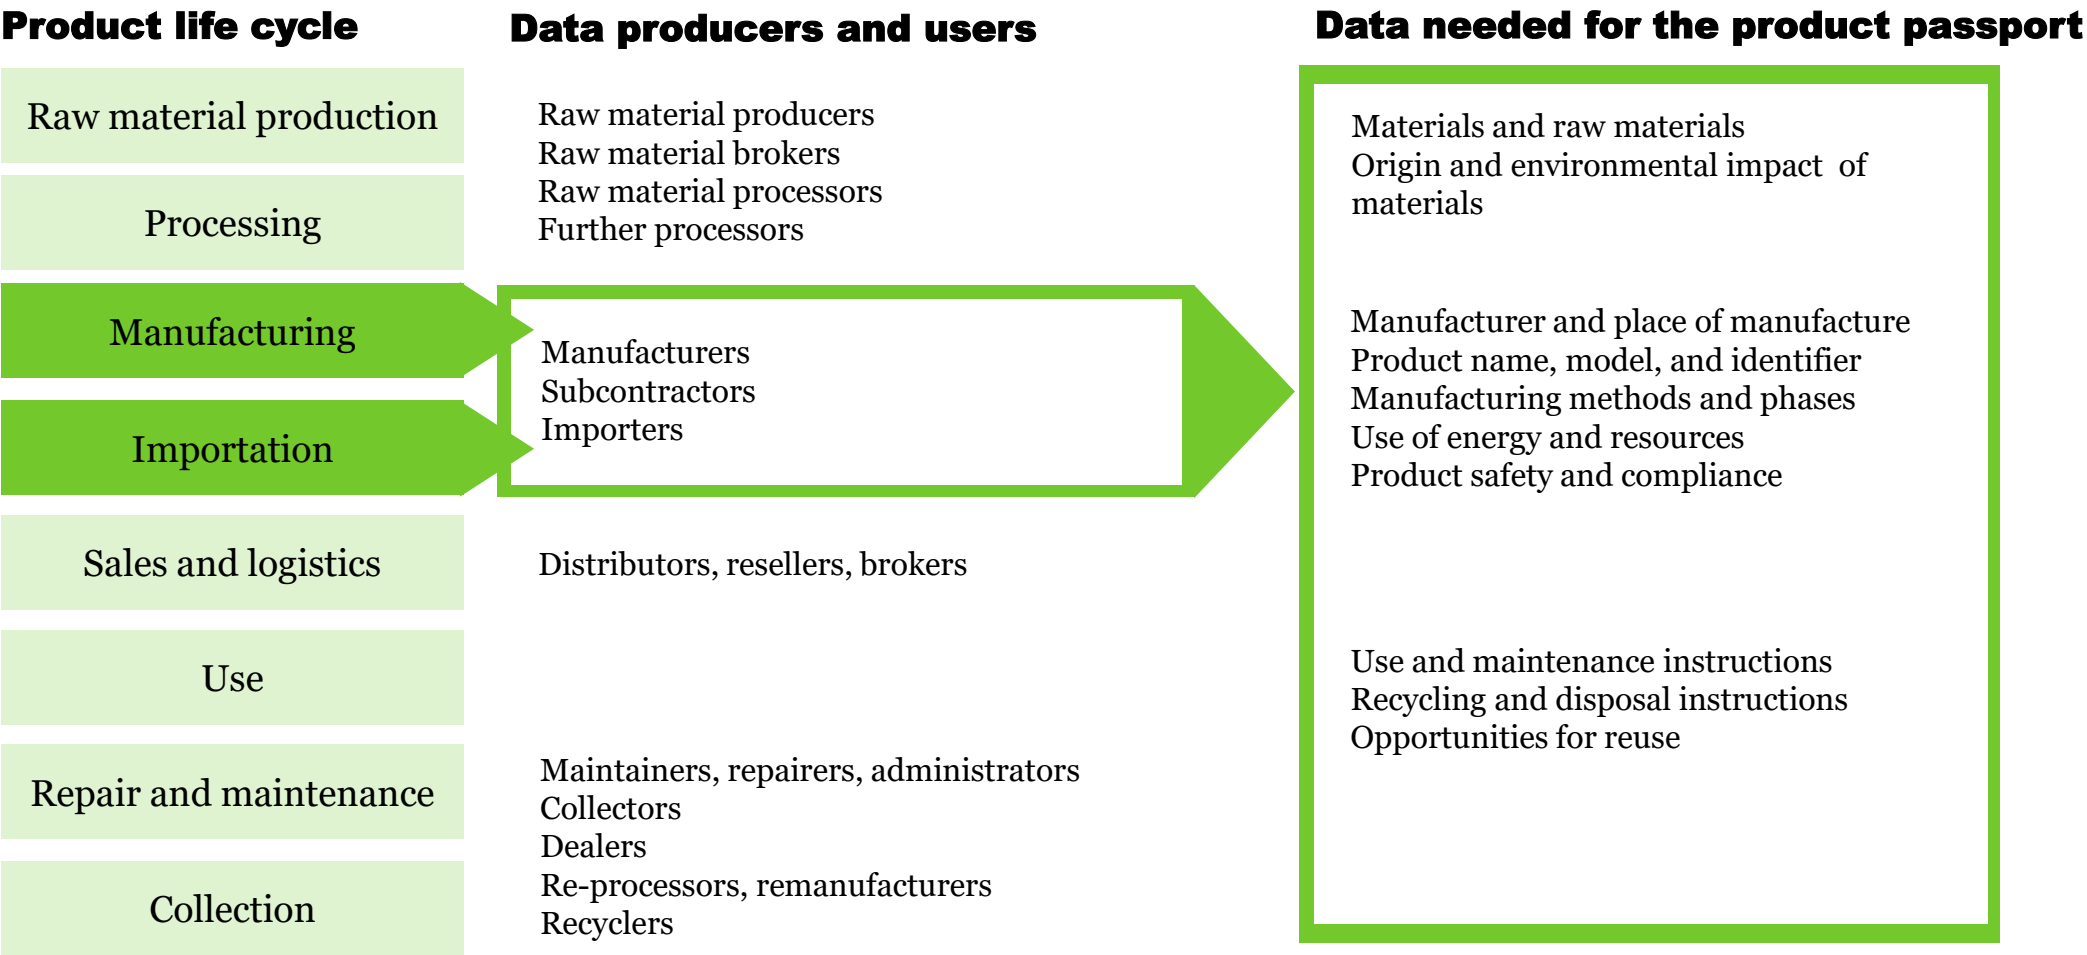 Product life cycle
Raw material production
Processing
Manufacturing
Importation
Sales and logistics
Use
Repair and maintenance
Collection
Data producers and users
Raw material producers
Raw material brokers
Raw material processors
Further processors
Manufacturers
Subcontractors
Importers
Distributors, resellers, brokers
Maintainers, repairers, administrators
Collectors
Dealers
Re-processors, remanufacturers
Recyclers
Data needed for the product passport
Materials and raw materials
Origin and environmental impact  of
materials
Manufacturer and place of manufacture
Product name, model, and identifier
Manufacturing methods and phases
Use of energy and resources
Product safety and compliance
Use and maintenance instructions
Recycling and disposal instructions
Opportunities for reuse